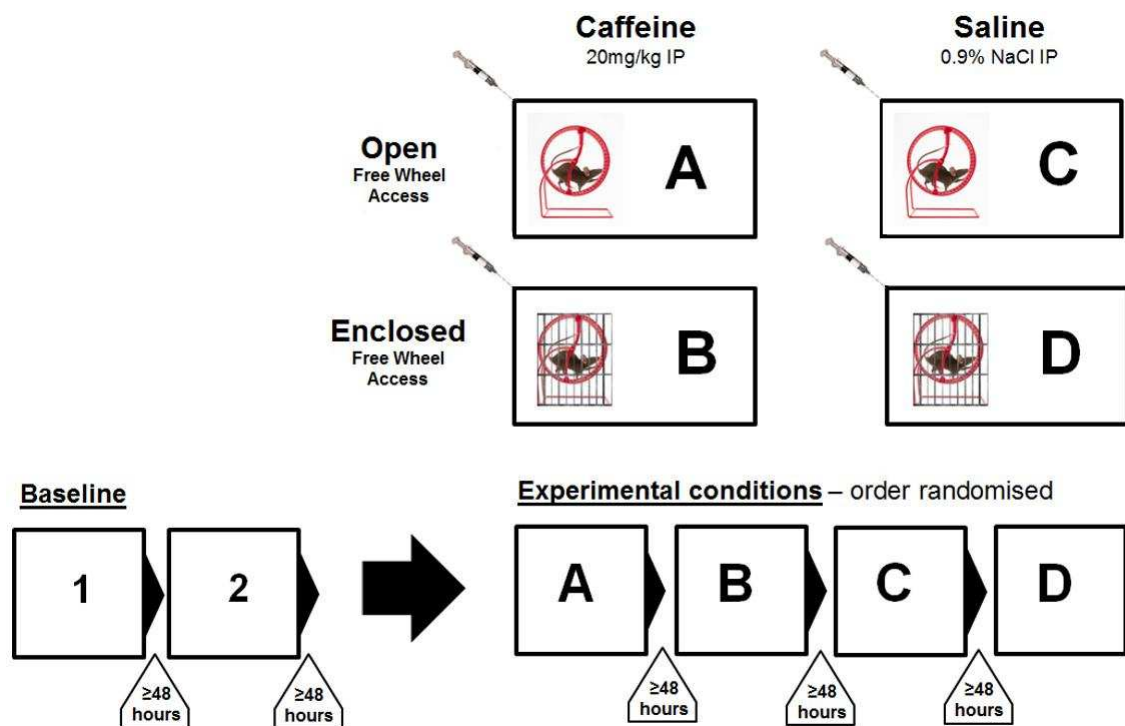 Caffeine
20mg/kg IP
Saline
0.9% NaCl IP
Open
Free Wheel
Access
A
C
Enclosed
Free Wheel
Access
B
D
Baseline
Experimental conditions – order randomised
1
2
A
B
C
D
≥48
hours
≥48
hours
≥48
hours
≥48
hours
≥48
hours